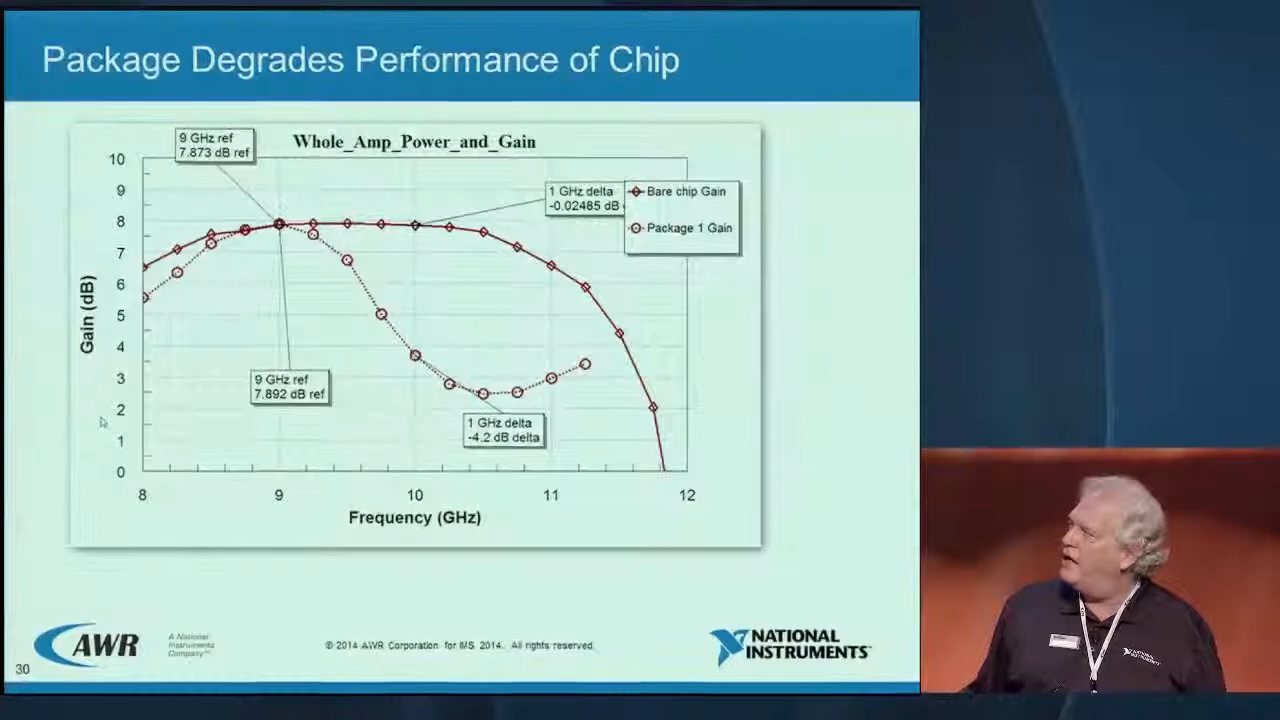 Package Degrades Performance of Chip
Whole_Amp_Power_and_Gain
9 GHz ref
7.873 dB ref
1 GHz delta
-0.02485 dB
Bare chip Gain
Package 1 Gain
9 GHz ref
7.892 dB ref
1 GHz delta
-4.2 dB delta
Gain (dB)
10
9
8
7
6
5
4
3
2
1
0
8
9
10
11
12
Frequency (GHz)
AWR
A National
Instruments
Company™
© 2014 AWR Corporation for IMS 2014. All rights reserved.
NATIONAL
INSTRUMENTS™
30
NATIONAL
INSTRUMENTS